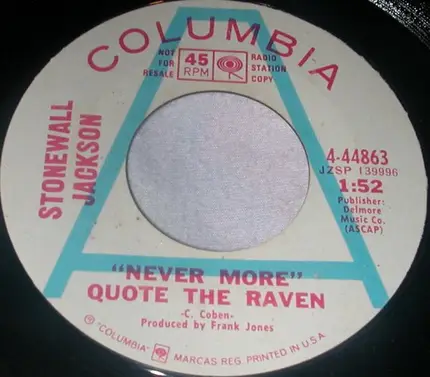 COLUMBIA
NOT
FOR
RESALE
45
RPM
RADIO
STATION
COPY
STONEWALL
JACKSON
4-44863
JZSP 139996
1:52
Publisher:
Delmore
Music Co.
(ASCAP)
A
"NEVER MORE"
QUOTE THE RAVEN
-C. Coben-
Produced by Frank Jones
℗ "COLUMBIA" MARCAS REG. PRINTED IN U.S.A.